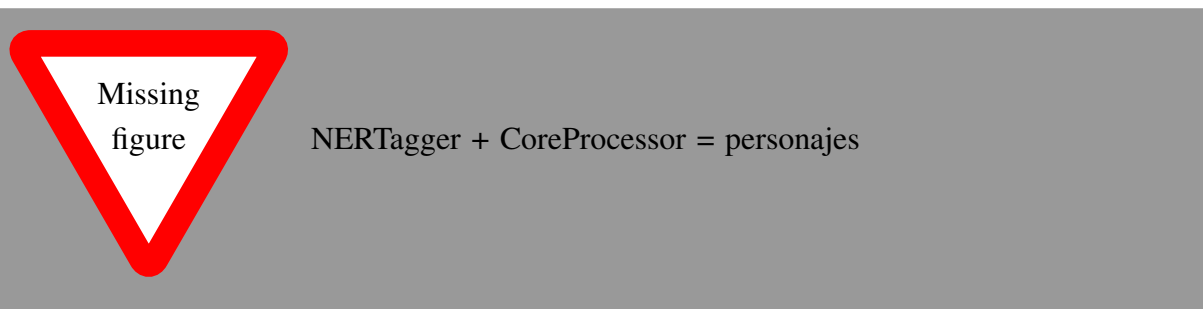 Missing
figure
NERTagger + CoreProcessor = personajes